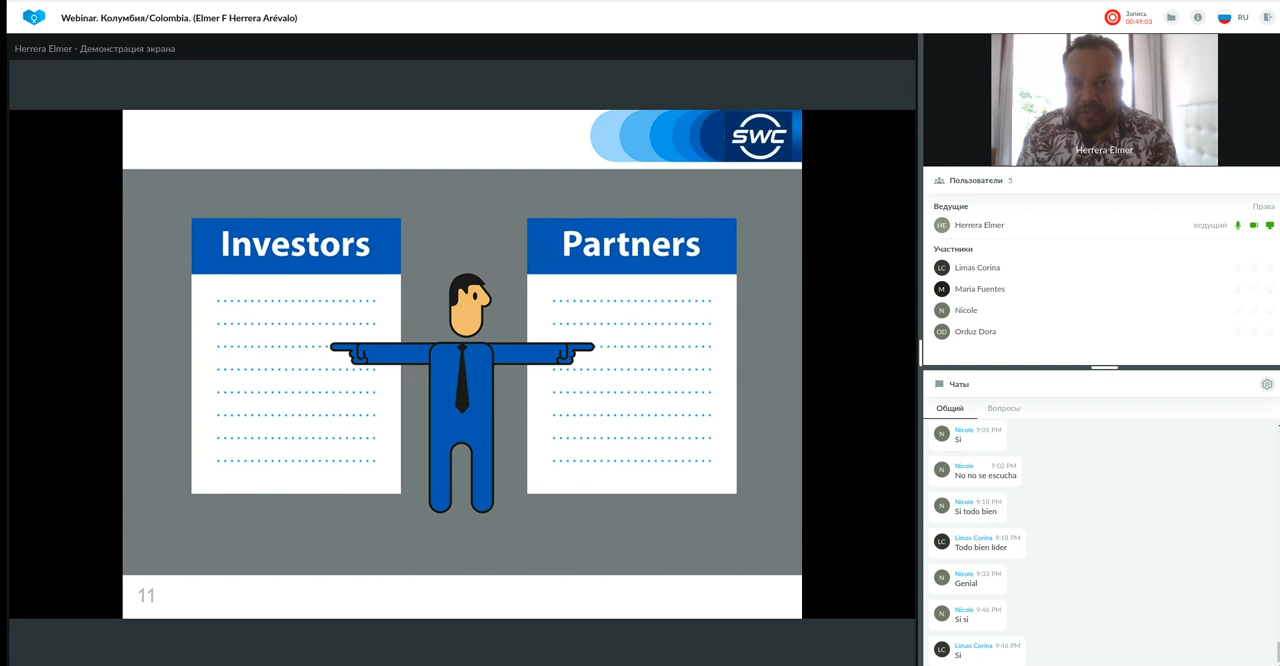 Webinar. Колумбия/Colombia. (Elmer F Herrera Arévalo)
Запись
00:49:03
RU
Herrera Elmer - Демонстрация экрана
SWC
Investors
Partners
11
Herrera Elmer
Пользователи 5
Ведущие Права
HE Herrera Elmer ведущий
Участники
LC Limas Corina
M Maria Fuentes
N Nicole
OD Orduz Dora
Чаты
Общий Вопросы
N Nicole 9:01 PM
Si
N Nicole 9:02 PM
No no se escucha
N Nicole 9:18 PM
Si todo bien
LC Limas Corina 9:18 PM
Todo bien líder
N Nicole 9:33 PM
Genial
N Nicole 9:46 PM
Si si
LC Limas Corina 9:46 PM
Si